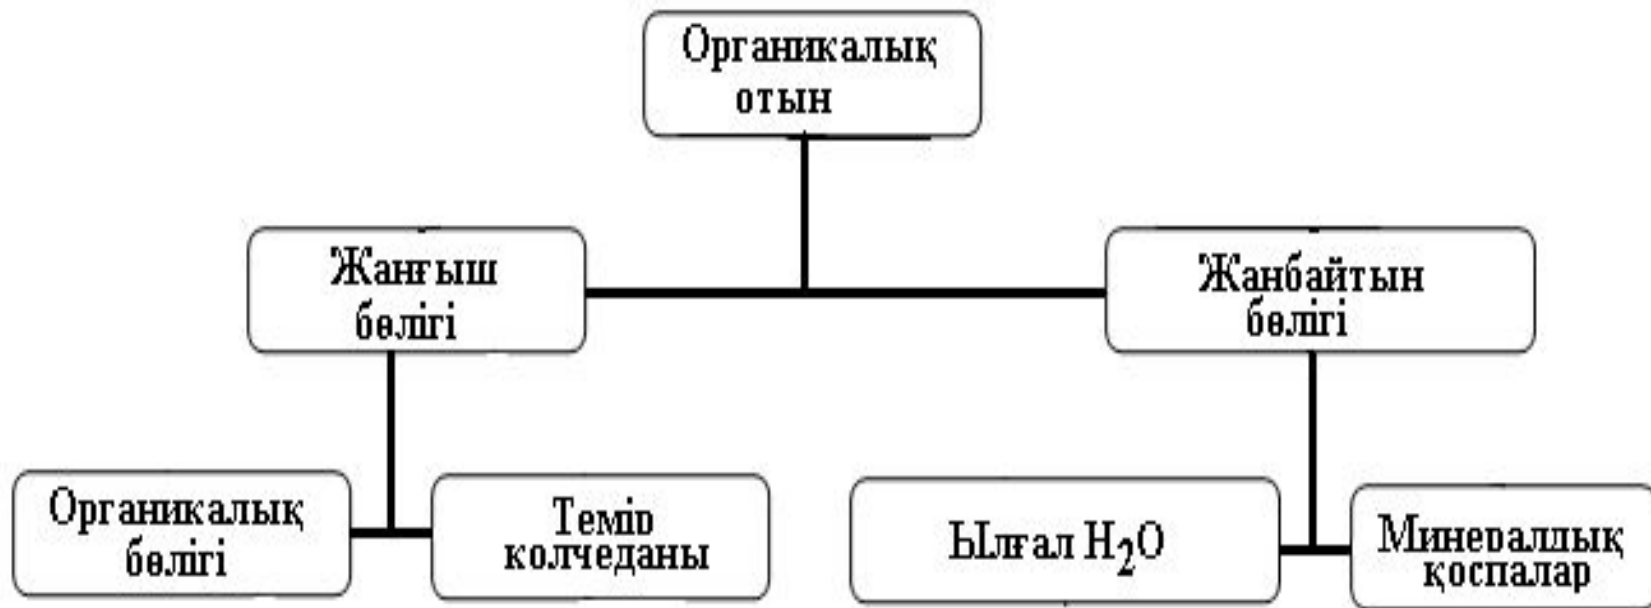 Органикалық
отын
Жанғыш
бөлігі
Жанбайтын
бөлігі
Органикалық
бөлігі
Темір
колчеданы
Ылғал H₂O
Минералдық
қоспалар